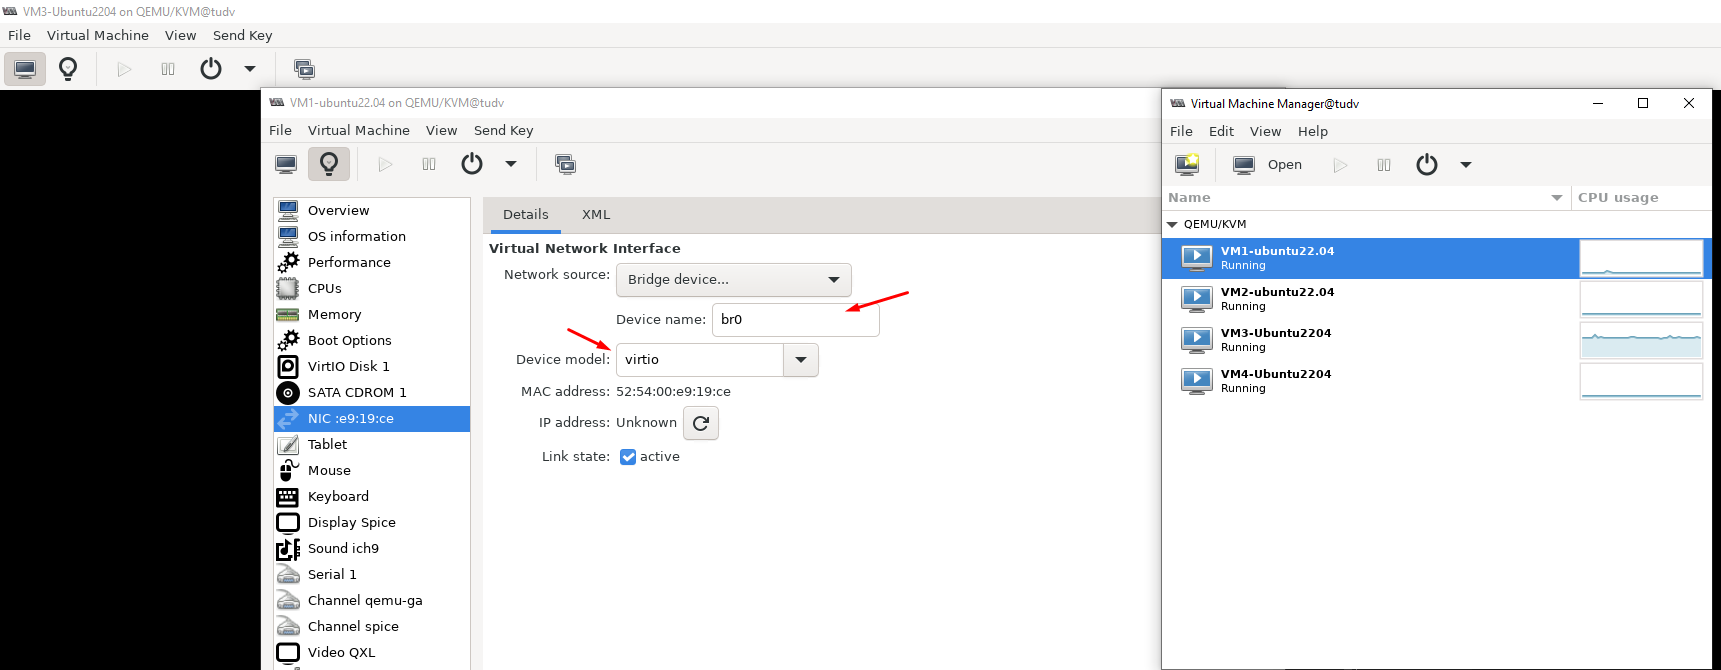 VM3-Ubuntu2204 on QEMU/KVM@tudv
File Virtual Machine View Send Key
VM1-ubuntu22.04 on QEMU/KVM@tudv
File Virtual Machine View Send Key
Overview
OS information
Performance
CPUs
Memory
Boot Options
VirtIO Disk 1
SATA CDROM 1
NIC :e9:19:ce
Tablet
Mouse
Keyboard
Display Spice
Sound ich9
Serial 1
Channel qemu-ga
Channel spice
Video QXL
Details XML
Virtual Network Interface
Network source: Bridge device...
Device name: br0
Device model: virtio
MAC address: 52:54:00:e9:19:ce
IP address: Unknown
Link state: active
Virtual Machine Manager@tudv
File Edit View Help
Open
Name CPU usage
QEMU/KVM
VM1-ubuntu22.04
Running
VM2-ubuntu22.04
Running
VM3-Ubuntu2204
Running
VM4-Ubuntu2204
Running